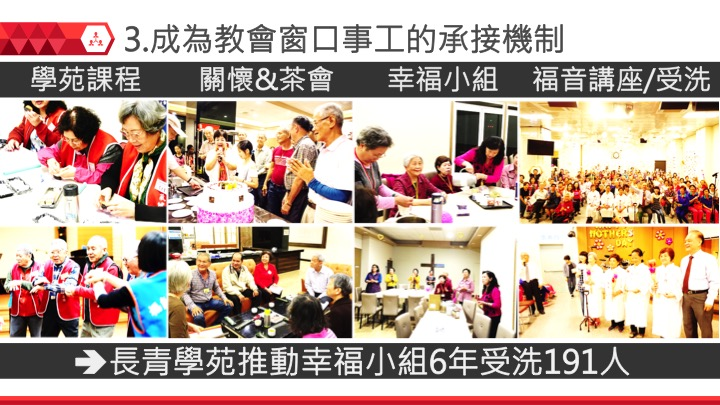 3.成為教會窗口事工的承接機制
學苑課程 關懷&茶會 幸福小組 福音講座/受洗
MOTHER'S
DAY
➔長青學苑推動幸福小組6年受洗191人